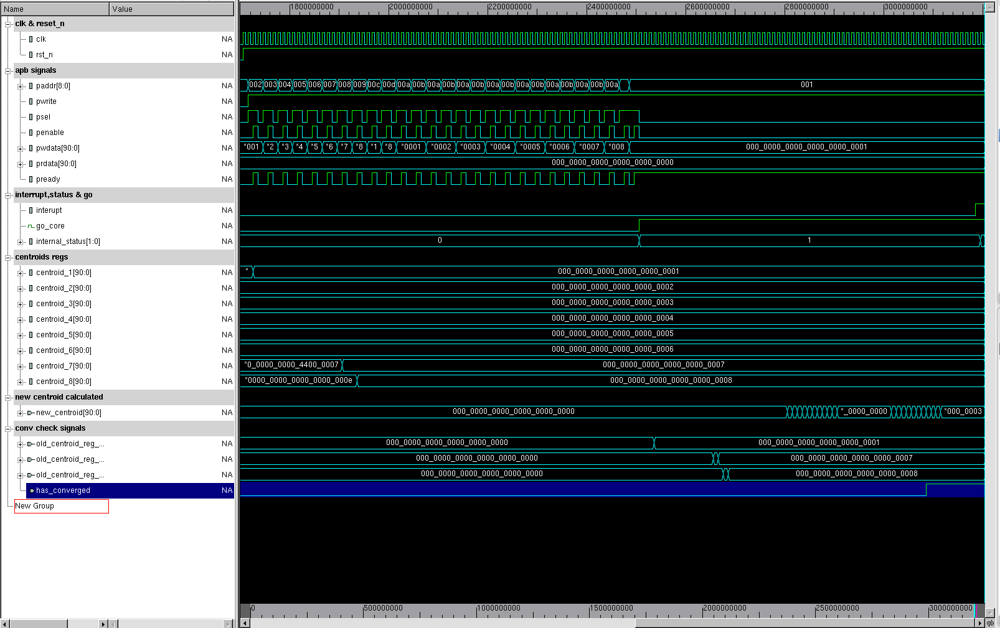 Name Value 1800000000 2000000000 2200000000 2400000000 2600000000 2800000000 3000000000
clk & reset_n
clk NA
rst_n NA
apb signals
paddr[8:0] NA 002 003 004 005 006 007 008 009 00c 00d 00a 00b 00a 00b 00a 00b 00a 00b 00a 00b 00a 00b 00a 00b 00a 001
pwrite NA
psel NA
penable NA
pwdata[90:0] NA *001 *2 *3 *4 *5 *6 *7 *8 *1 *8 *0001 *0002 *0003 *0004 *0005 *0006 *0007 *008 000_0000_0000_0000_0000_0001
prdata[90:0] NA 000_0000_0000_0000_0000_0000
pready NA
interrupt,status & go
interupt NA
go_core NA
internal_status[1:0] NA 0 1
centroids regs
centroid_1[90:0] NA * 000_0000_0000_0000_0000_0001
centroid_2[90:0] NA 000_0000_0000_0000_0000_0002
centroid_3[90:0] NA 000_0000_0000_0000_0000_0003
centroid_4[90:0] NA 000_0000_0000_0000_0000_0004
centroid_5[90:0] NA 000_0000_0000_0000_0000_0005
centroid_6[90:0] NA 000_0000_0000_0000_0000_0006
centroid_7[90:0] NA *0_0000_0000_4400_0007 000_0000_0000_0000_0000_0007
centroid_8[90:0] NA *0000_0000_0000_0000_000e 000_0000_0000_0000_0000_0008
new centroid calculated
new_centroid[90:0] NA 000_0000_0000_0000_0000_0000 *_0000_0000 *000_0003
conv check signals
old_centroid_reg_... NA 000_0000_0000_0000_0000_0000 000_0000_0000_0000_0000_0001
old_centroid_reg_... NA 000_0000_0000_0000_0000_0000 000_0000_0000_0000_0000_0007
old_centroid_reg_... NA 000_0000_0000_0000_0000_0000 000_0000_0000_0000_0000_0008
has_converged NA
New Group
0 500000000 1000000000 1500000000 2000000000 2500000000 3000000000